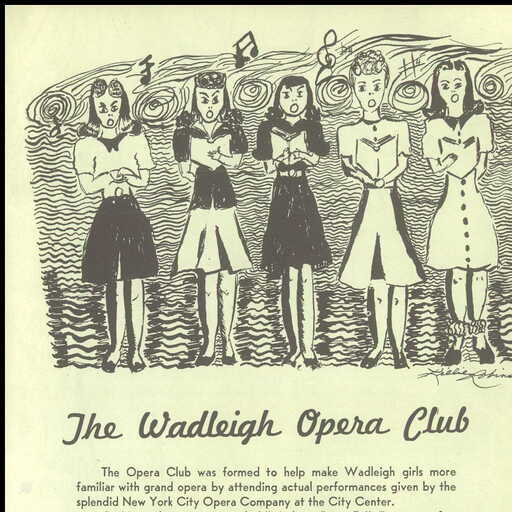 The Wadleigh Opera Club
The Opera Club was formed to help make Wadleigh girls more
familiar with grand opera by attending actual performances given by the
splendid New York City Opera Company at the City Center.